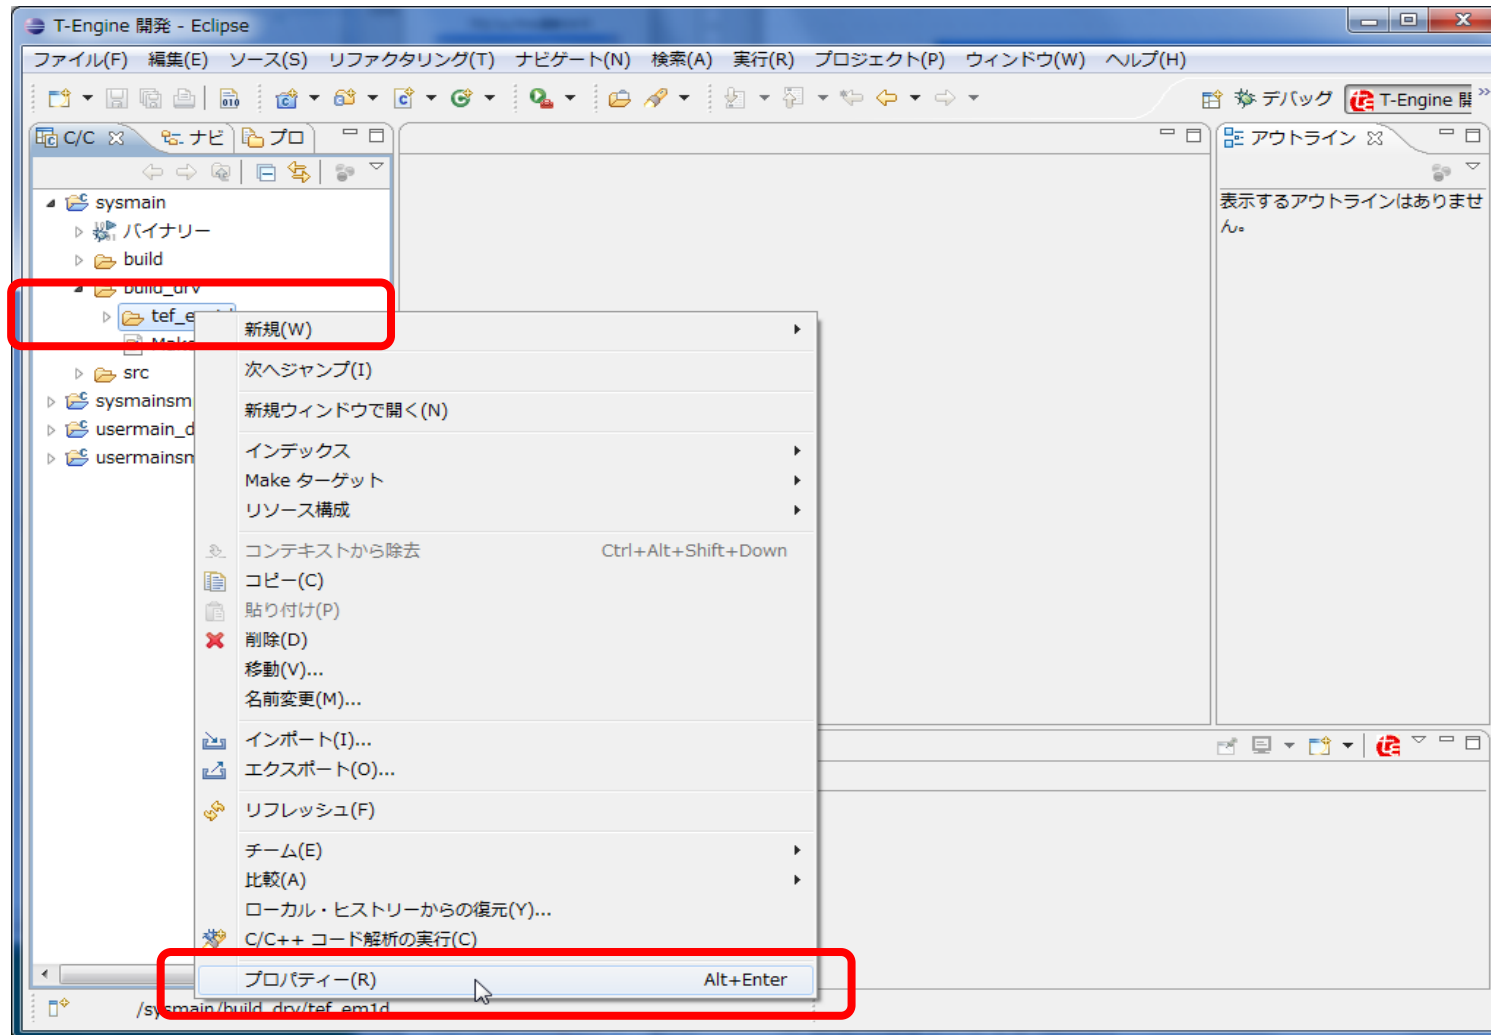 T-Engine 開発 - Eclipse
ファイル(F) 編集(E) ソース(S) リファクタリング(T) ナビゲート(N) 検索(A) 実行(R) プロジェクト(P) ウィンドウ(W) ヘルプ(H)
デバッグ T-Engine 開
C/C ナビ プロ
アウトライン
表示するアウトラインはありませ
ん。
sysmain
バイナリー
build
build_drv
tef_e
Make
src
sysmainsm
usermain_d
usermainsm
新規(W)
次へジャンプ(I)
新規ウィンドウで開く(N)
インデックス
Make ターゲット
リソース構成
コンテキストから除去 Ctrl+Alt+Shift+Down
コピー(C)
貼り付け(P)
削除(D)
移動(V)...
名前変更(M)...
インポート(I)...
エクスポート(O)...
リフレッシュ(F)
チーム(E)
比較(A)
ローカル・ヒストリーからの復元(Y)...
C/C++ コード解析の実行(C)
プロパティー(R) Alt+Enter
/sysmain/build_drv/tef_em1d